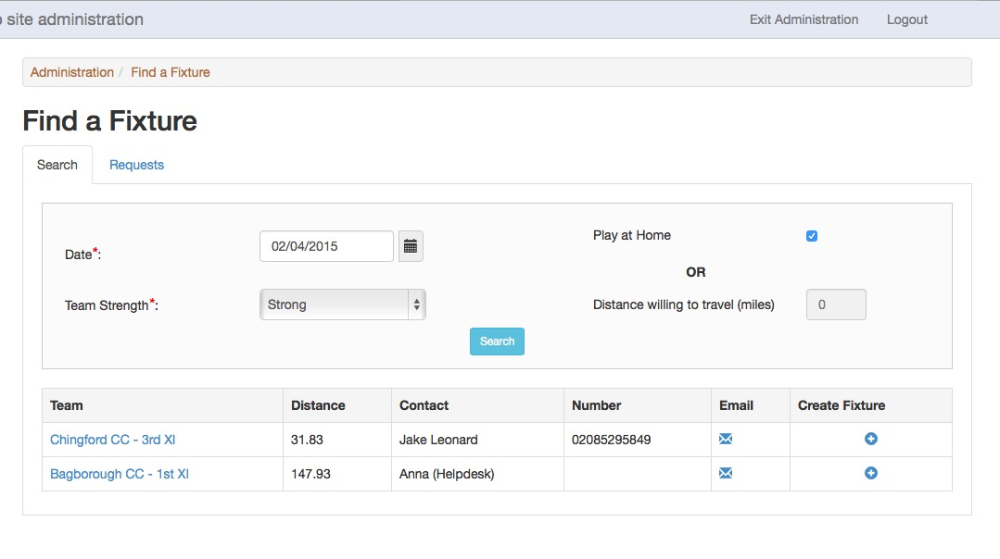 site administration
Exit Administration Logout
Administration / Find a Fixture
Find a Fixture
Search Requests
Date*: 02/04/2015 Play at Home
OR
Team Strength*: Strong Distance willing to travel (miles) 0
Search
Team Distance Contact Number Email Create Fixture
Chingford CC - 3rd XI 31.83 Jake Leonard 02085295849
Bagborough CC - 1st XI 147.93 Anna (Helpdesk)